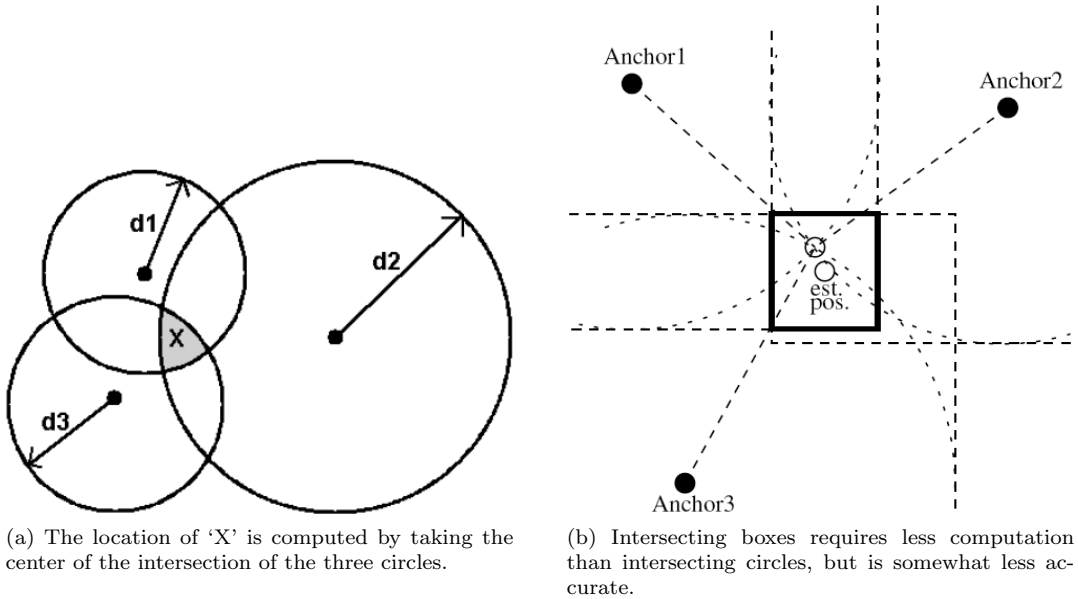 d1
d2
X
d3
(a) The location of ‘X’ is computed by taking the
center of the intersection of the three circles.
Anchor1
Anchor2
est.
pos.
Anchor3
(b) Intersecting boxes requires less computation
than intersecting circles, but is somewhat less ac-
curate.